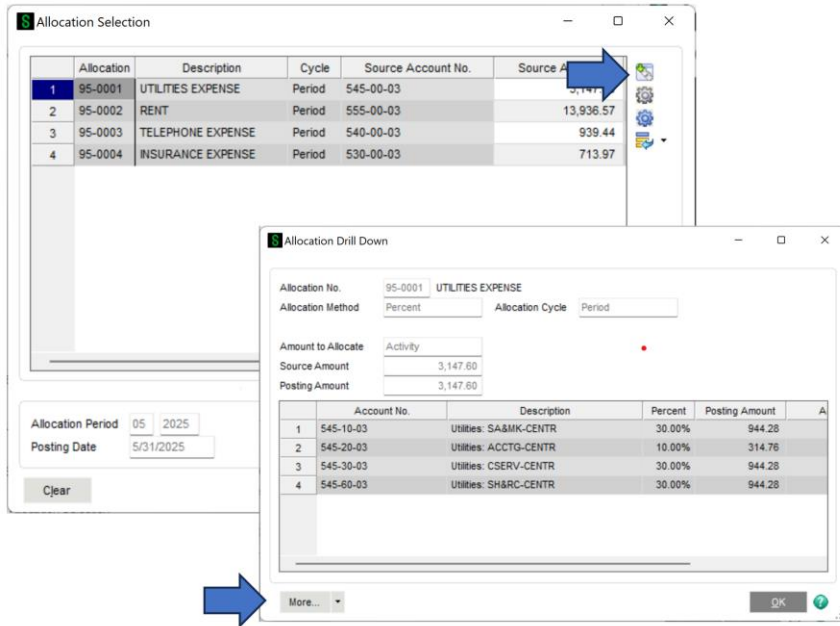 Allocation Selection
Allocation Description Cycle Source Account No. Source A
1 95-0001 UTILITIES EXPENSE Period 545-00-03
2 95-0002 RENT Period 555-00-03 13,936.57
3 95-0003 TELEPHONE EXPENSE Period 540-00-03 939.44
4 95-0004 INSURANCE EXPENSE Period 530-00-03 713.97
Allocation Period 05 2025
Posting Date 5/31/2025
Clear
Allocation Drill Down
Allocation No. 95-0001 UTILITIES EXPENSE
Allocation Method Percent Allocation Cycle Period
Amount to Allocate Activity
Source Amount 3,147.60
Posting Amount 3,147.60
Account No. Description Percent Posting Amount A
1 545-10-03 Utilities: SA&MK-CENTR 30.00% 944.28
2 545-20-03 Utilities: ACCTG-CENTR 10.00% 314.76
3 545-30-03 Utilities: CSERV-CENTR 30.00% 944.28
4 545-60-03 Utilities: SH&RC-CENTR 30.00% 944.28
More... OK